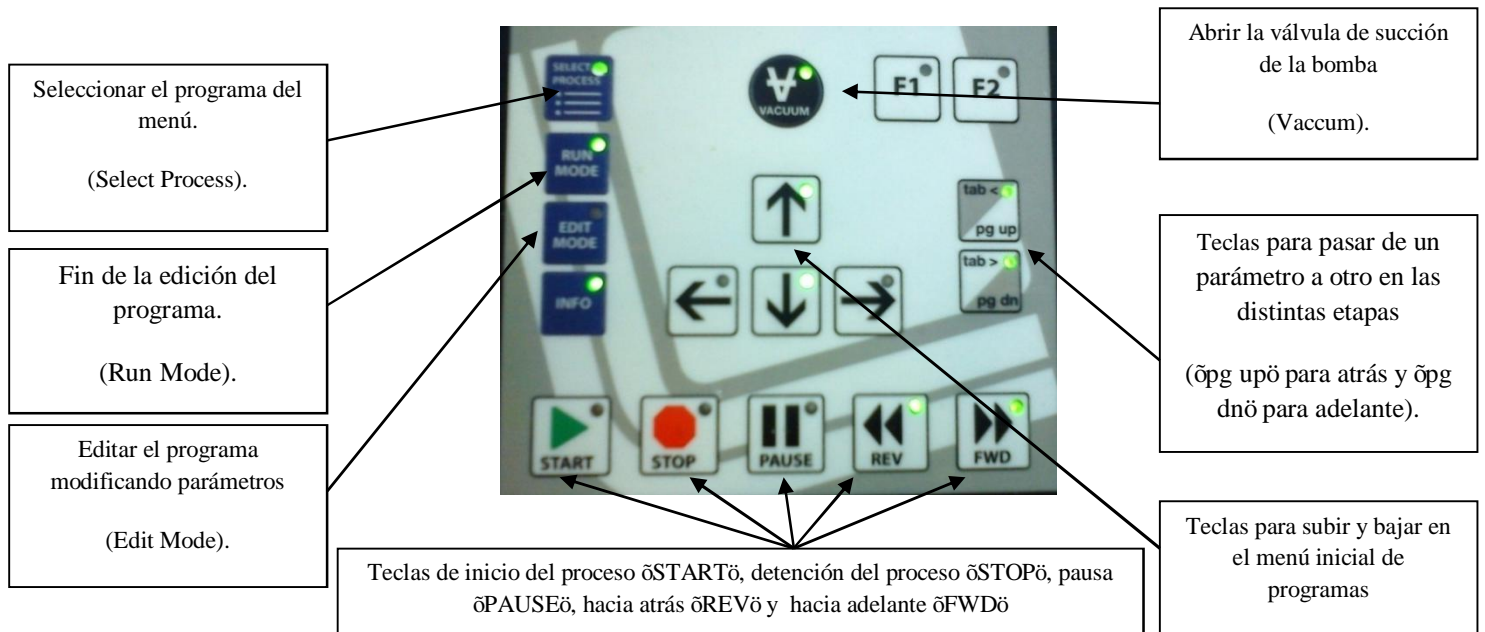 Seleccionar el programa del
menú.
(Select Process).
Fin de la edición del
programa.
(Run Mode).
Editar el programa
modificando parámetros
(Edit Mode).
SELECT
PROCESS
RUN
MODE
EDIT
MODE
INFO
VACUUM
F1
F2
tab <
pg up
tab >
pg dn
START
STOP
PAUSE
REV
FWD
Abrir la válvula de succión
de la bomba
(Vaccum).
Teclas para pasar de un
parámetro a otro en las
distintas etapas
(õpg upö para atrás y õpg
dnö para adelante).
Teclas para subir y bajar en
el menú inicial de
programas
Teclas de inicio del proceso õSTARTö, detención del proceso õSTOPö, pausa
õPAUSEö, hacia atrás õREVö y hacia adelante õFWDö